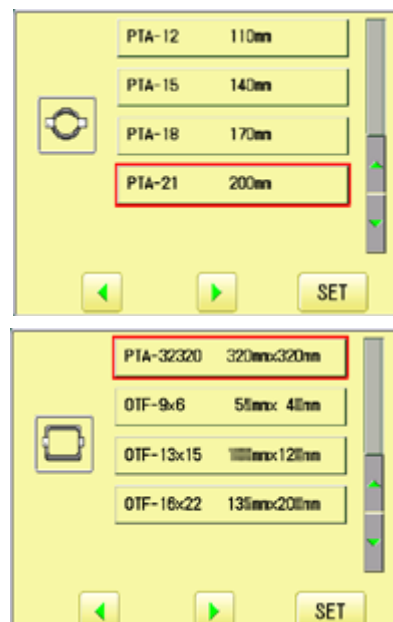 PTA-12 110mm
PTA-15 140mm
PTA-18 170mm
PTA-21 200mm
SET
PTA-32320 320mmx320mm
OTF-9x6
OTF-13x15
OTF-16x22
SET